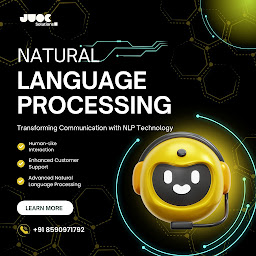 JUOK
Solutions
NATURAL
LANGUAGE
PROCESSING
Transforming Communication with NLP Technology
Human-Like
Interaction
Enhanced Customer
Support
Advanced Natural
Language Processing
LEARN MORE
+91 8590971792